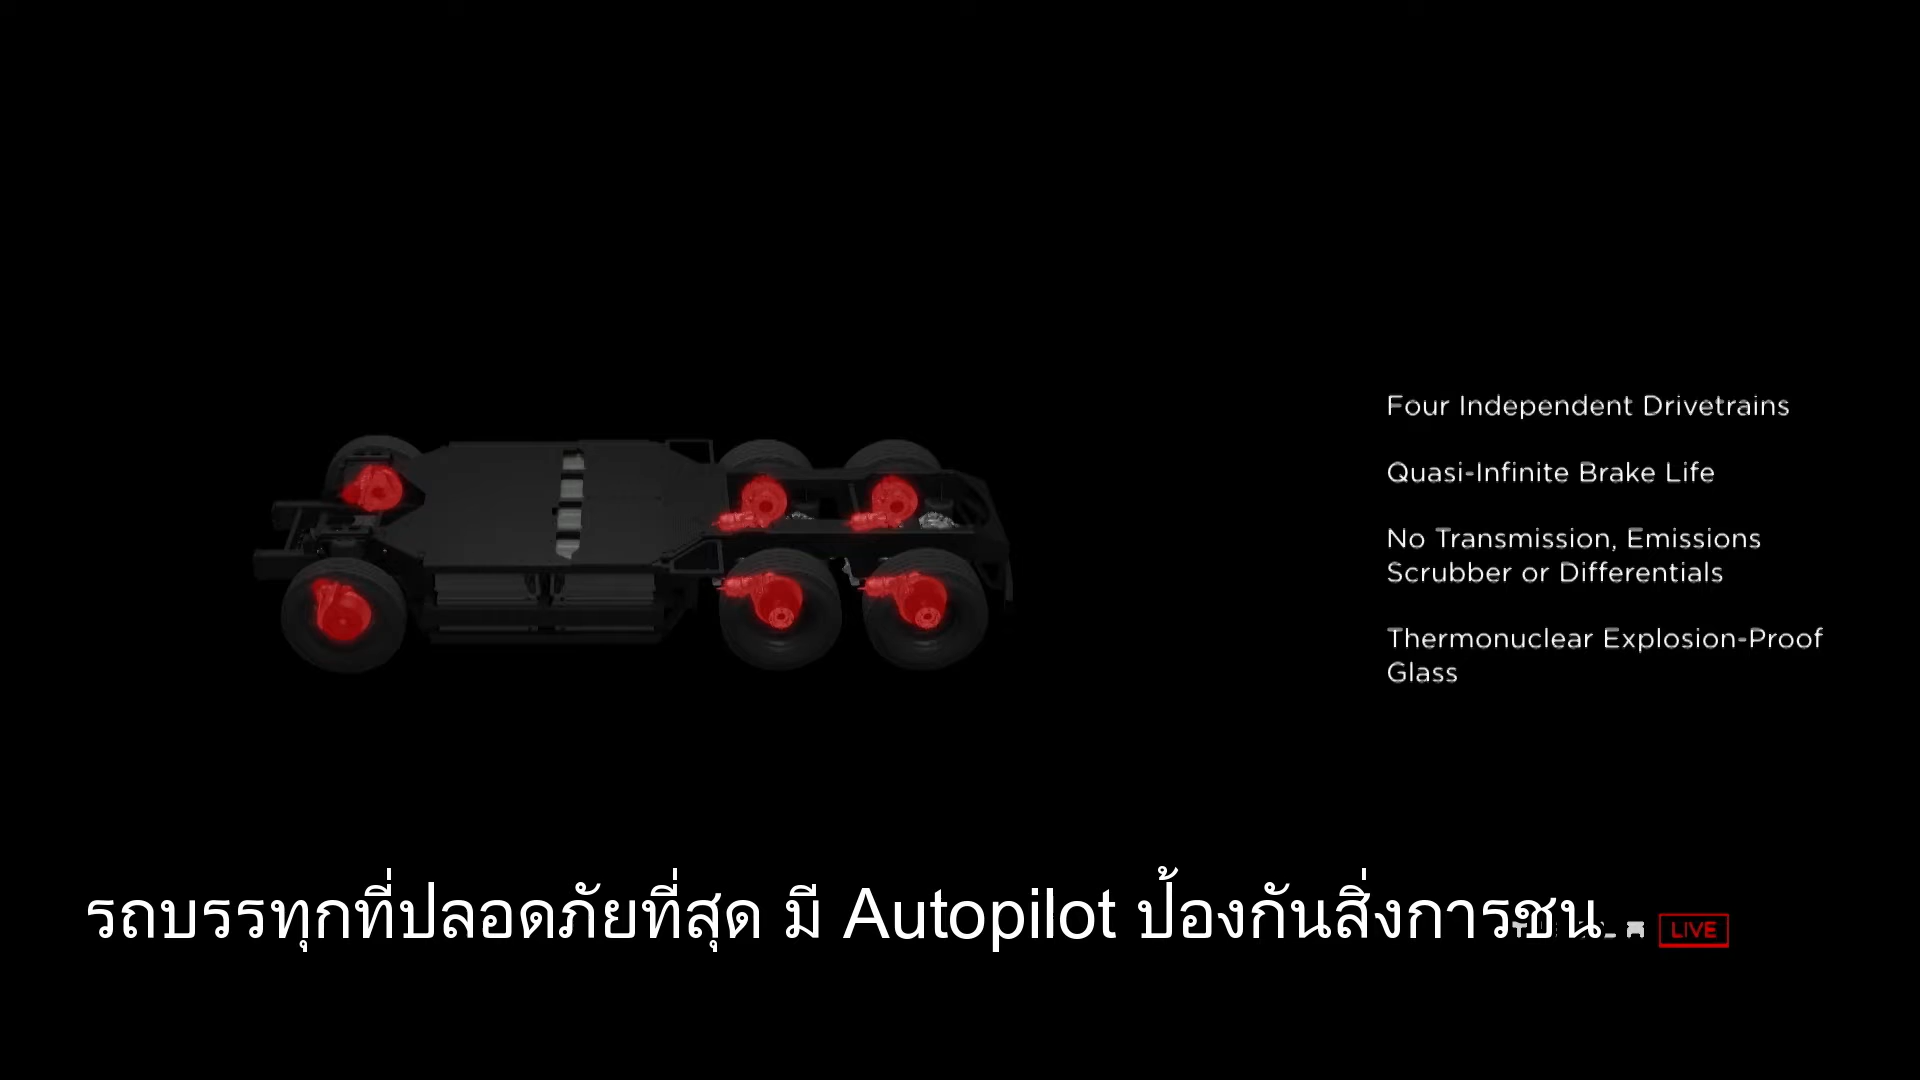 Four Independent Drivetrains
Quasi-Infinite Brake Life
No Transmission, Emissions
Scrubber or Differentials
Thermonuclear Explosion-Proof
Glass
รถบรรทุกที่ปลอดภัยที่สุด มี Autopilot ป้องกันสิ่งการชน
LIVE